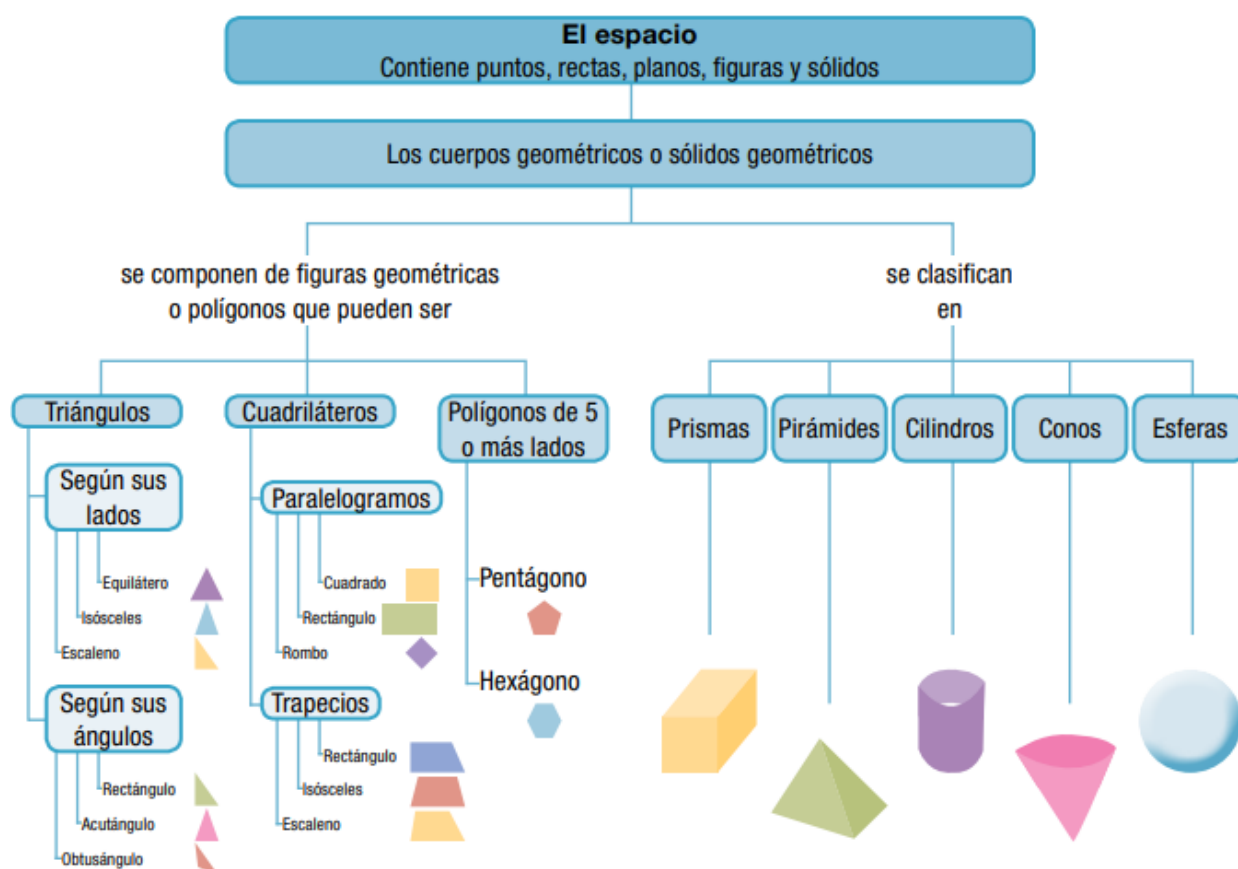 El espacio
Contiene puntos, rectas, planos, figuras y sólidos
Los cuerpos geométricos o sólidos geométricos
se componen de figuras geométricas
o polígonos que pueden ser
Triángulos
Según sus
lados
Equilátero
Isósceles
Escaleno
Según sus
ángulos
Rectángulo
Acutángulo
Obtusángulo
Cuadriláteros
Paralelogramos
Cuadrado
Rectángulo
Rombo
Trapecios
Rectángulo
Isósceles
Escaleno
Polígonos de 5
o más lados
Pentágono
Hexágono
se clasifican
en
Prismas
Pirámides
Cilindros
Conos
Esferas